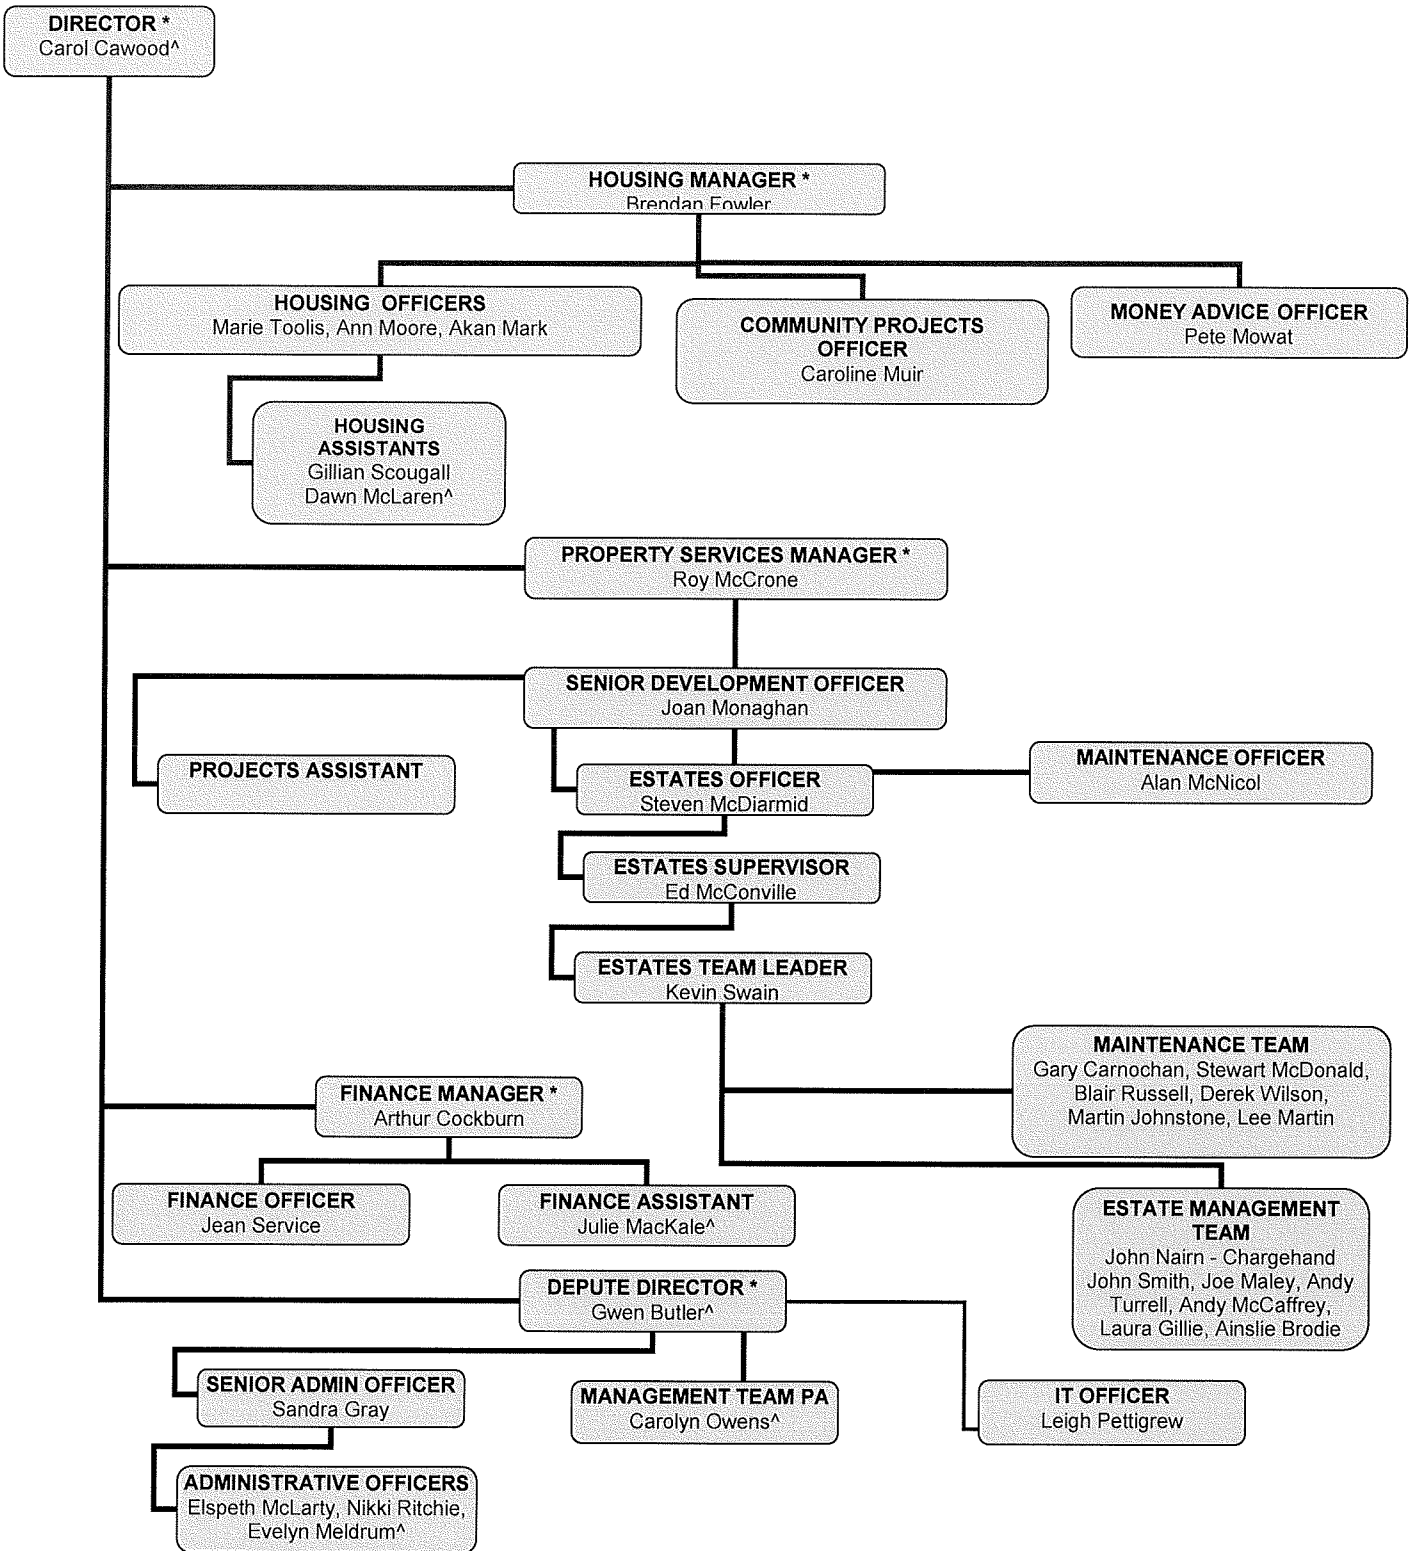 DIRECTOR *
Carol Cawood^
HOUSING MANAGER *
Brendan Fowler
HOUSING OFFICERS
Marie Toolis, Ann Moore, Akan Mark
COMMUNITY PROJECTS
OFFICER
Caroline Muir
MONEY ADVICE OFFICER
Pete Mowat
HOUSING
ASSISTANTS
Gillian Scougall
Dawn McLaren^
PROPERTY SERVICES MANAGER *
Roy McCrone
SENIOR DEVELOPMENT OFFICER
Joan Monaghan
PROJECTS ASSISTANT
ESTATES OFFICER
Steven McDiarmid
MAINTENANCE OFFICER
Alan McNicol
ESTATES SUPERVISOR
Ed McConville
ESTATES TEAM LEADER
Kevin Swain
MAINTENANCE TEAM
Gary Carnochan, Stewart McDonald,
Blair Russell, Derek Wilson,
Martin Johnstone, Lee Martin
FINANCE MANAGER *
Arthur Cockburn
FINANCE OFFICER
Jean Service
FINANCE ASSISTANT
Julie MacKale^
ESTATE MANAGEMENT
TEAM
John Nairn - Chargehand
John Smith, Joe Maley, Andy
Turrell, Andy McCaffrey,
Laura Gillie, Ainslie Brodie
DEPUTE DIRECTOR *
Gwen Butler^
SENIOR ADMIN OFFICER
Sandra Gray
MANAGEMENT TEAM PA
Carolyn Owens^
IT OFFICER
Leigh Pettigrew
ADMINISTRATIVE OFFICERS
Elspeth McLarty, Nikki Ritchie,
Evelyn Meldrum^